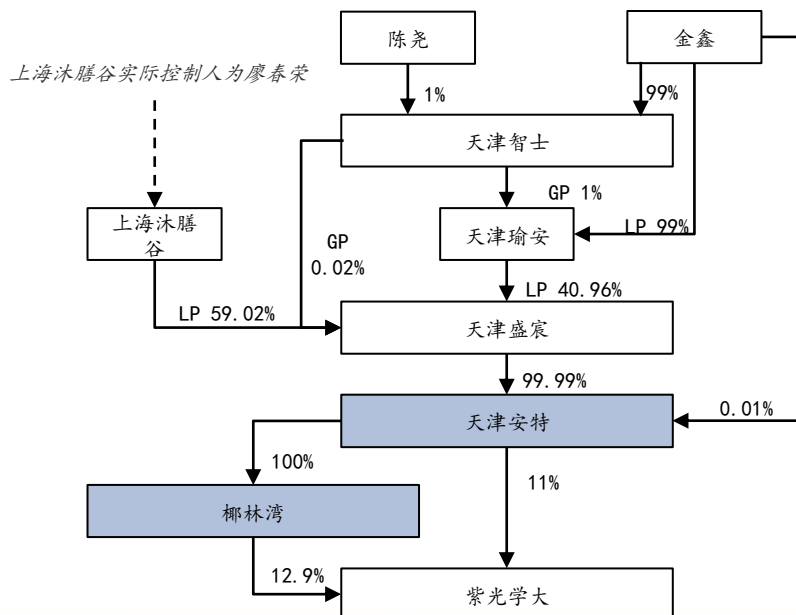 陈尧
金鑫
上海沐膳谷实际控制人为廖春荣
1%
99%
天津智士
GP 1%
上海沐膳
谷
天津瑜安
LP 99%
GP
0.02%
LP 59.02%
LP 40.96%
天津盛宸
99.99%
天津安特
0.01%
100%
11%
椰林湾
12.9%
紫光学大